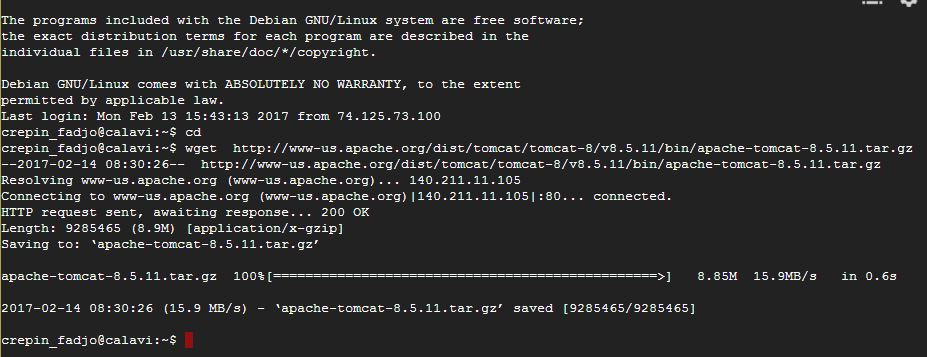 The programs included with the Debian GNU/Linux system are free software;
the exact distribution terms for each program are described in the
individual files in /usr/share/doc/*/copyright.
Debian GNU/Linux comes with ABSOLUTELY NO WARRANTY, to the extent
permitted by applicable law.
Last login: Mon Feb 13 15:43:13 2017 from 74.125.73.100
crepin_fadjo@calavi:~$ cd
crepin_fadjo@calavi:~$ wget  http://www-us.apache.org/dist/tomcat/tomcat-8/v8.5.11/bin/apache-tomcat-8.5.11.tar.gz
--2017-02-14 08:30:26--  http://www-us.apache.org/dist/tomcat/tomcat-8/v8.5.11/bin/apache-tomcat-8.5.11.tar.gz
Resolving www-us.apache.org (www-us.apache.org)... 140.211.11.105
Connecting to www-us.apache.org (www-us.apache.org)|140.211.11.105|:80... connected.
HTTP request sent, awaiting response... 200 OK
Length: 9285465 (8.9M) [application/x-gzip]
Saving to: ‘apache-tomcat-8.5.11.tar.gz’
apache-tomcat-8.5.11.tar.gz  100%[================================================>]   8.85M  15.9MB/s   in 0.6s
2017-02-14 08:30:26 (15.9 MB/s) - ‘apache-tomcat-8.5.11.tar.gz’ saved [9285465/9285465]
crepin_fadjo@calavi:~$